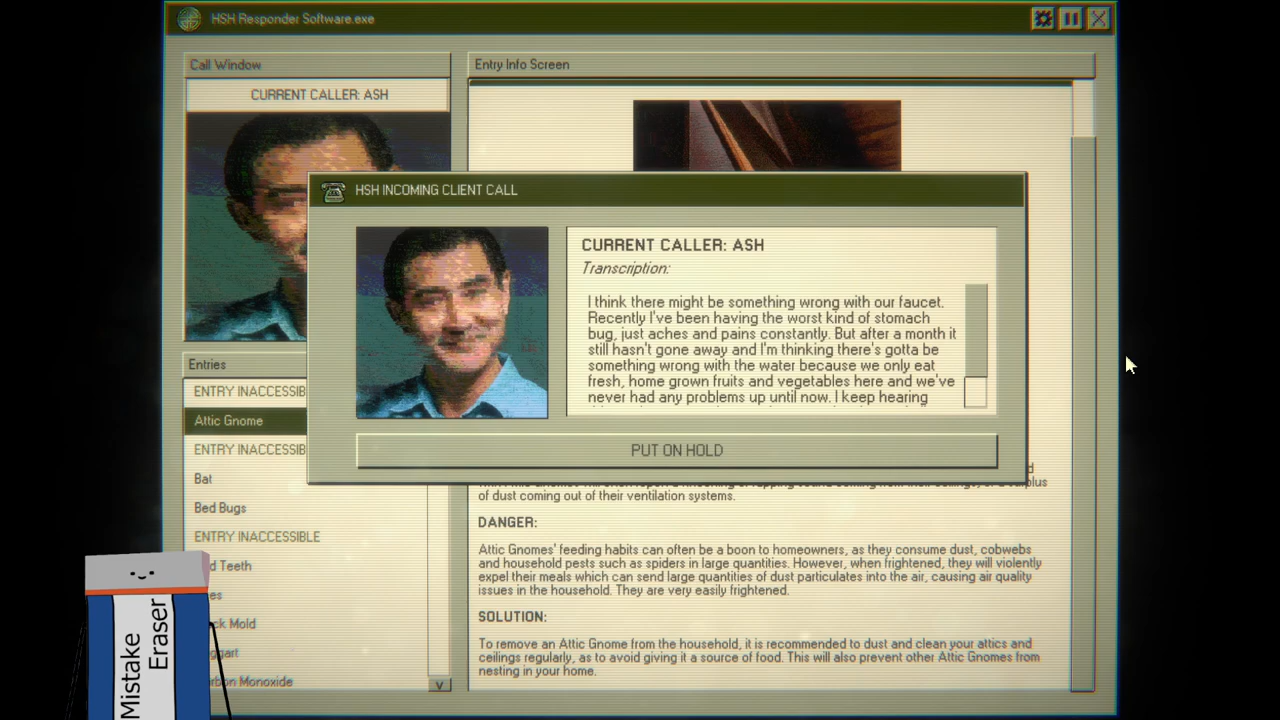 HSH Responder Software.exe
Call Window
Entry Info Screen
CURRENT CALLER: ASH
HSH INCOMING CLIENT CALL
CURRENT CALLER: ASH
Transcription:
I think there might be something wrong with our faucet.
Recently I've been having the worst kind of stomach
bug, just aches and pains constantly. But after a month it
still hasn't gone away and I'm thinking there's gotta be
something wrong with the water because we only eat
fresh, home grown fruits and vegetables here and we've
never had any problems up until now. I keep hearing
PUT ON HOLD
Entries
ENTRY INACCESSIB
Attic Gnome
ENTRY INACCESSIB
Bat
Bed Bugs
ENTRY INACCESSIBLE
d Teeth
es
ck Mold
ggart
rbon Monoxide
of dust coming out of their ventilation systems.
DANGER:
Attic Gnomes' feeding habits can often be a boon to homeowners, as they consume dust, cobwebs
and household pests such as spiders in large quantities. However, when frightened, they will violently
expel their meals which can send large quantities of dust particulates into the air, causing air quality
issues in the household. They are very easily frightened.
SOLUTION:
To remove an Attic Gnome from the household, it is recommended to dust and clean your attics and
ceilings regularly, as to avoid giving it a source of food. This will also prevent other Attic Gnomes from
nesting in your home.
Mistake
Eraser